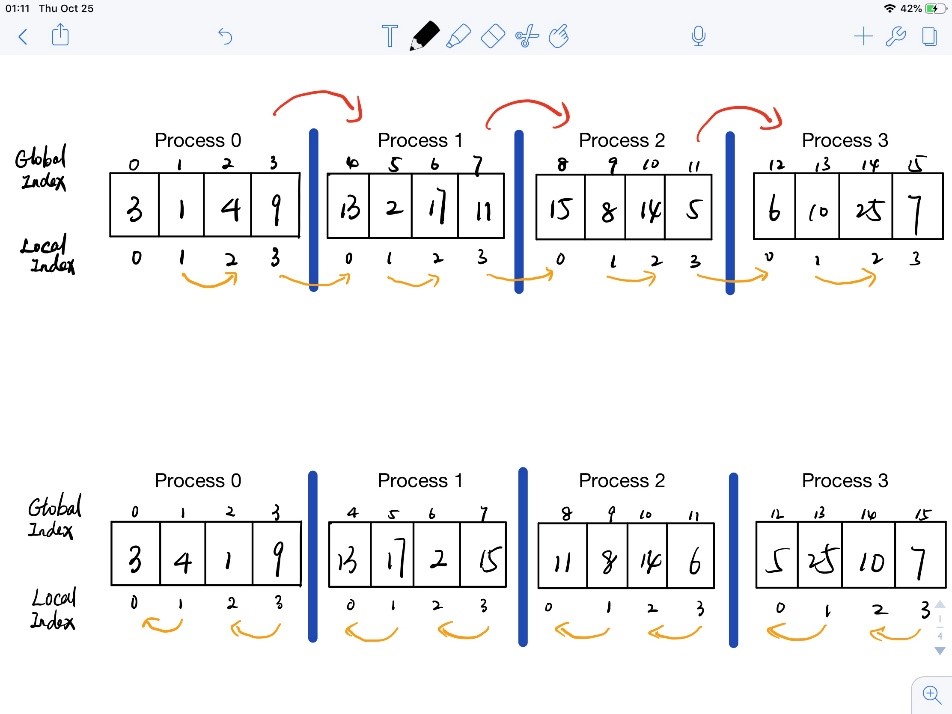 01:11 Thu Oct 25 42%
T
Process 0 Process 1 Process 2 Process 3
Global 0 1 2 3 4 5 6 7 8 9 10 11 12 13 14 15
Index
3 1 4 9 13 2 17 11 15 8 14 5 6 10 25 7
Local 0 1 2 3 0 1 2 3 0 1 2 3 0 1 2 3
Index
Process 0 Process 1 Process 2 Process 3
Global 0 1 2 3 4 5 6 7 8 9 10 11 12 13 14 15
Index
3 4 1 9 13 17 2 15 11 8 14 6 5 25 10 7
Local 0 1 2 3 0 1 2 3 0 1 2 3 0 1 2 3
Index
1
4